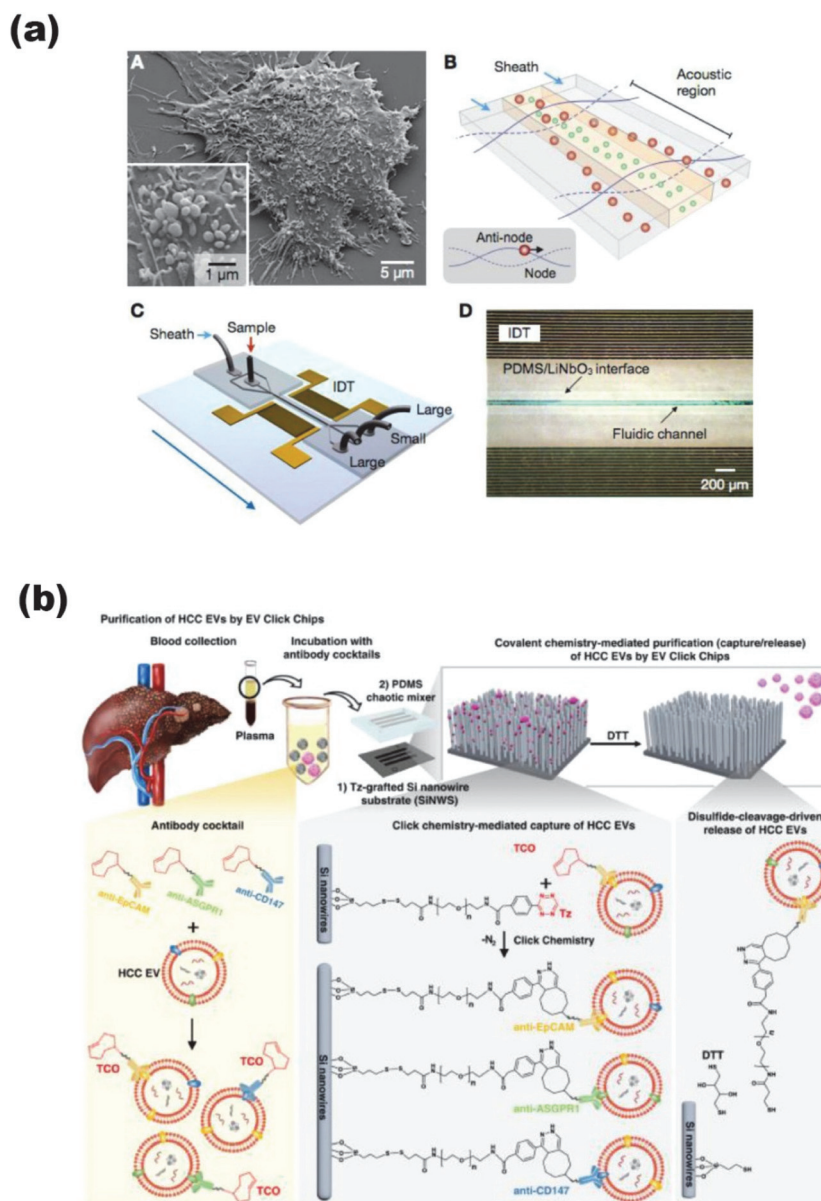 (a)
A
1 μm
5 μm
B
Sheath
Acoustic
region
Anti-node
Node
C
Sheath
Sample
IDT
Large
Small
Large
D
IDT
PDMS/LiNbO3 interface
Fluidic channel
200 μm
(b)
Purification of HCC EVs by EV Click Chips
Blood collection
Plasma
Incubation with
antibody cocktails
2) PDMS
chaotic mixer
1) Tz-grafted Si nanowire
substrate (SiNWS)
Covalent chemistry-mediated purification (capture/release)
of HCC EVs by EV Click Chips
DTT
Antibody cocktail
anti-EpCAM
anti-ASGPR1
anti-CD147
+
HCC EV
TCO
TCO
TCO
Click chemistry-mediated capture of HCC EVs
Si nanowires
TCO
+
Tz
-N2
Click Chemistry
Si nanowires
anti-EpCAM
anti-ASGPR1
anti-CD147
Disulfide-cleavage-driven
release of HCC EVs
DTT
Si nanowires